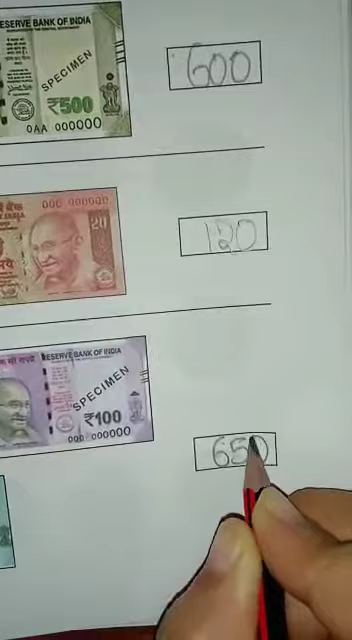 RESERVE BANK OF INDIA
SPECIMEN
₹500
0AA 000000
600
000 000000
20
120
RESERVE BANK OF INDIA
SPECIMEN
₹100
000 000000
650